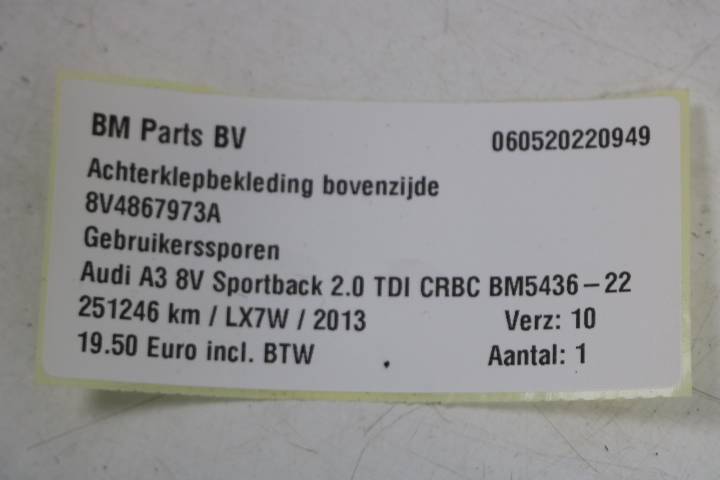 BM Parts BV 060520220949
Achterklepbekleding bovenzijde
8V4867973A
Gebruikerssporen
Audi A3 8V Sportback 2.0 TDI CRBC BM5436-22
251246 km / LX7W / 2013 Verz: 10
19.50 Euro incl. BTW Aantal: 1